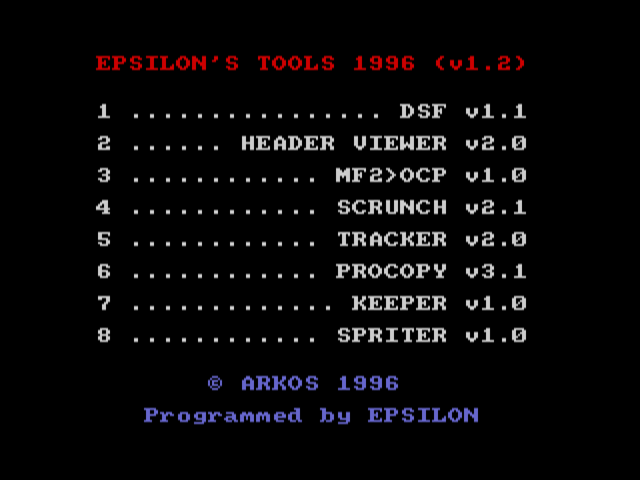 EPSILON'S TOOLS 1996 (v1.2)
1 ................ DSF v1.1
2 ...... HEADER VIEWER v2.0
3 ............ MF2>OCP v1.0
4 ............ SCRUNCH v2.1
5 ............ TRACKER v2.0
6 ............ PROCOPY v3.1
7 ............. KEEPER v1.0
8 ............ SPRITER v1.0
© ARKOS 1996
Programmed by EPSILON